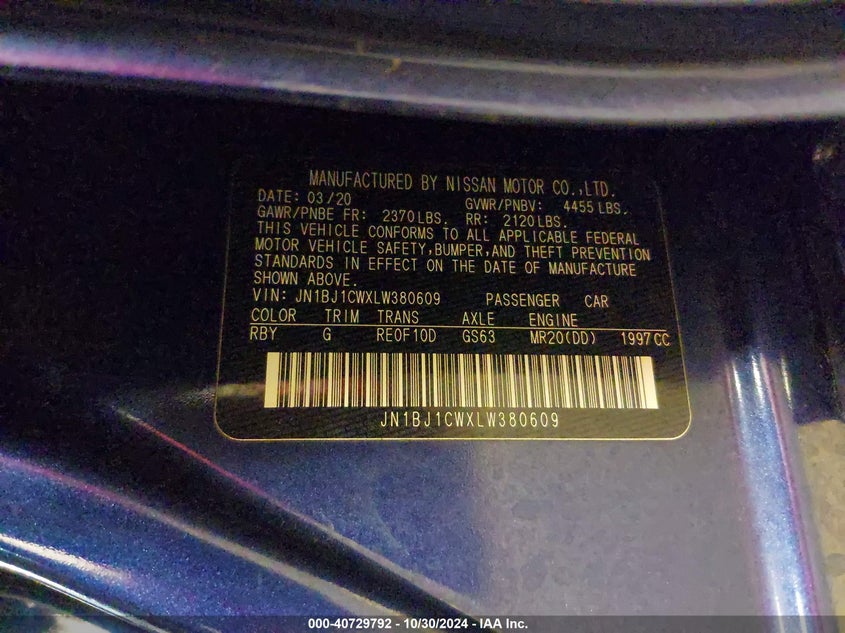 MANUFACTURED BY NISSAN MOTOR CO.,LTD.
DATE: 03/20 GVWR/PNBV: 4455 LBS.
GAWR/PNBE FR: 2370 LBS. RR: 2120 LBS.
THIS VEHICLE CONFORMS TO ALL APPLICABLE FEDERAL
MOTOR VEHICLE SAFETY,BUMPER,AND THEFT PREVENTION
STANDARDS IN EFFECT ON THE DATE OF MANUFACTURE
SHOWN ABOVE.
VIN: JN1BJ1CWXLW380609 PASSENGER CAR
COLOR TRIM TRANS AXLE ENGINE
RBY G RE0F10D GS63 MR20(DD) 1997 CC
JN1BJ1CWXLW380609
000-40729792 - 10/30/2024 - IAA Inc.